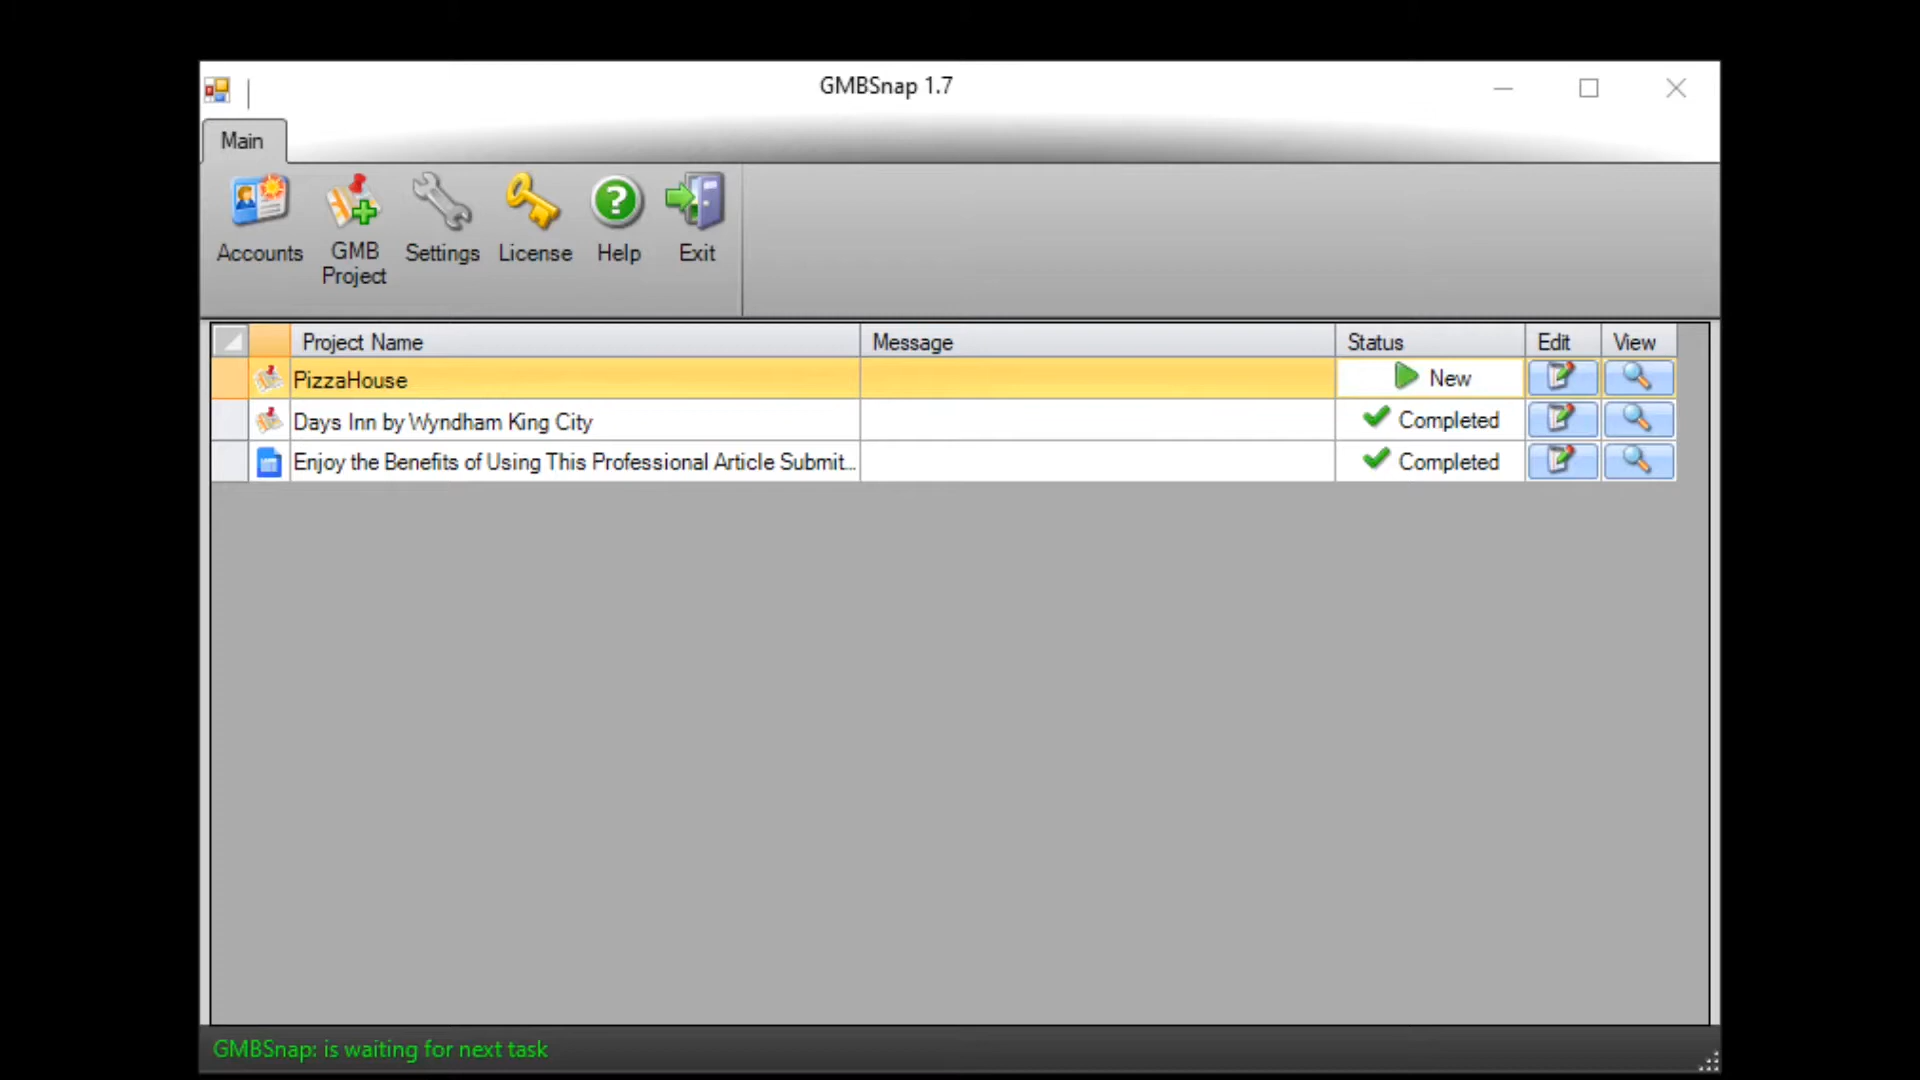 GMBSnap 1.7
Main
Accounts
GMB Project
Settings
License
Help
Exit
Project Name
Message
Status
Edit
View
PizzaHouse
New
Days Inn by Wyndham King City
Completed
Enjoy the Benefits of Using This Professional Article Submit...
Completed
GMBSnap: is waiting for next task